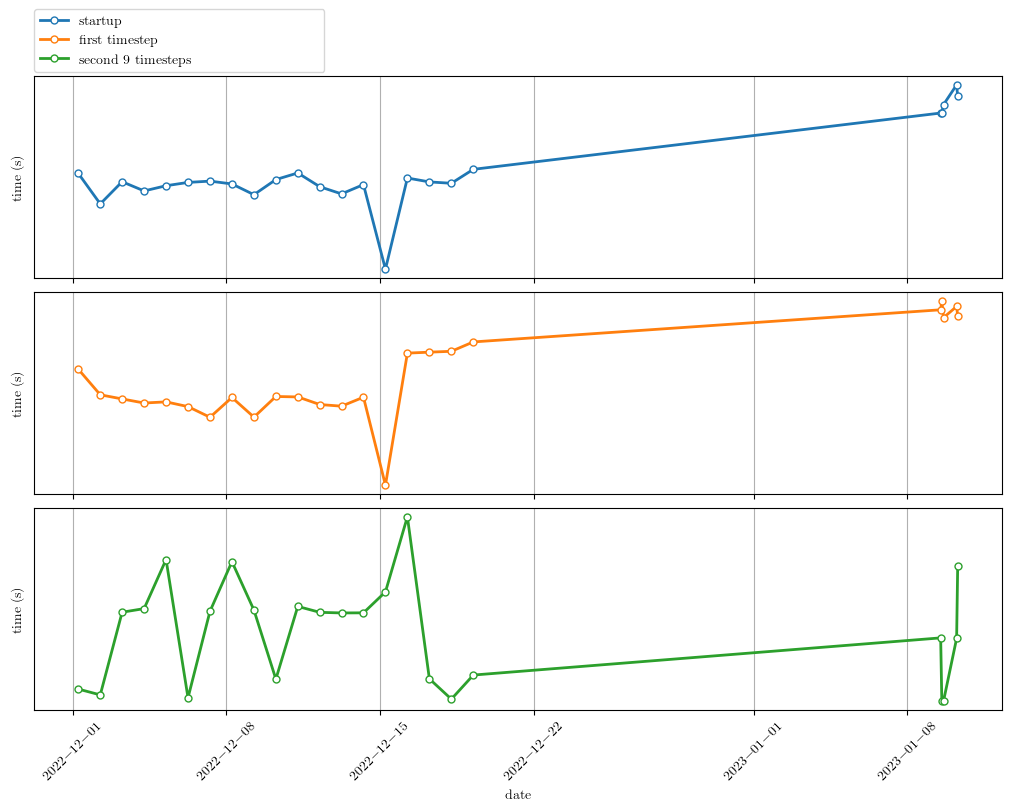 startup
first timestep
second 9 timesteps
time (s)
time (s)
time (s)
2022−12−01
2022−12−08
2022−12−15
2022−12−22
2023−01−01
2023−01−08
date